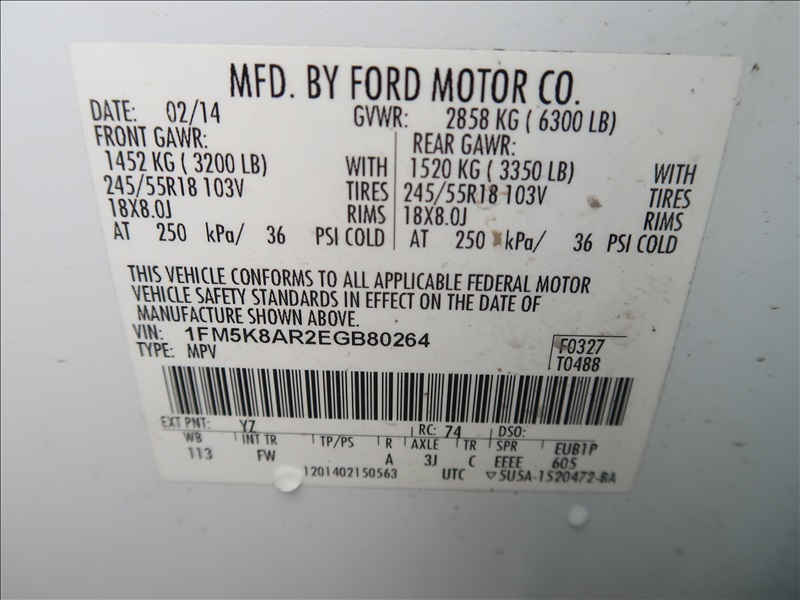 MFD. BY FORD MOTOR CO.
DATE: 02/14 GVWR: 2858 KG ( 6300 LB)
FRONT GAWR: REAR GAWR:
1452 KG ( 3200 LB) WITH 1520 KG ( 3350 LB) WITH
245/55R18 103V TIRES 245/55R18 103V TIRES
18X8.0J RIMS 18X8.0J RIMS
AT 250 kPa/ 36 PSI COLD AT 250 kPa/ 36 PSI COLD
THIS VEHICLE CONFORMS TO ALL APPLICABLE FEDERAL MOTOR
VEHICLE SAFETY STANDARDS IN EFFECT ON THE DATE OF
MANUFACTURE SHOWN ABOVE.
VIN: 1FM5K8AR2EGB80264 F0327
TYPE: MPV T0488
EXT PNT: YZ RC: 74 DSO:
WB INT TR TP/PS R AXLE TR SPR EUB1P
113 FW A 3J C EEEE 605
1201402150563 UTC ▽5U5A-1520472-BA